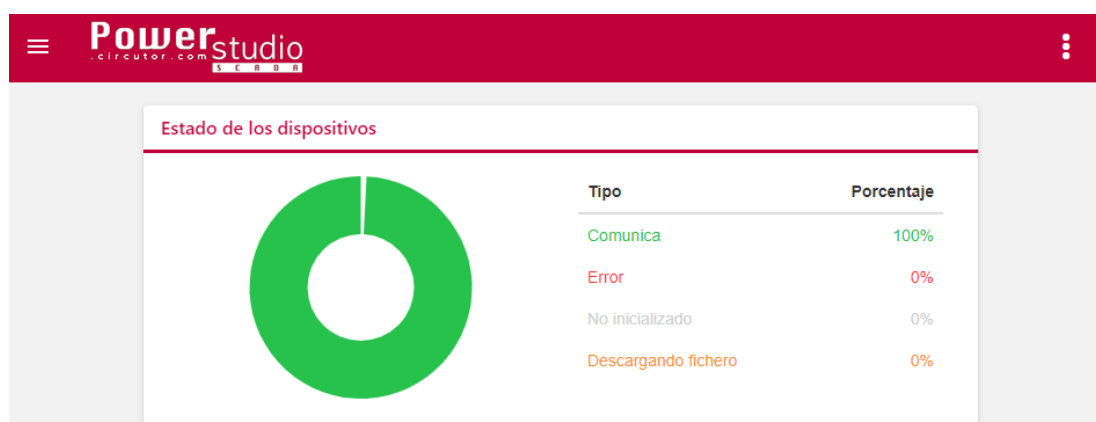 Power studio
.circutor.com
SCADA
Estado de los dispositivos
Tipo Porcentaje
Comunica 100%
Error 0%
No inicializado 0%
Descargando fichero 0%